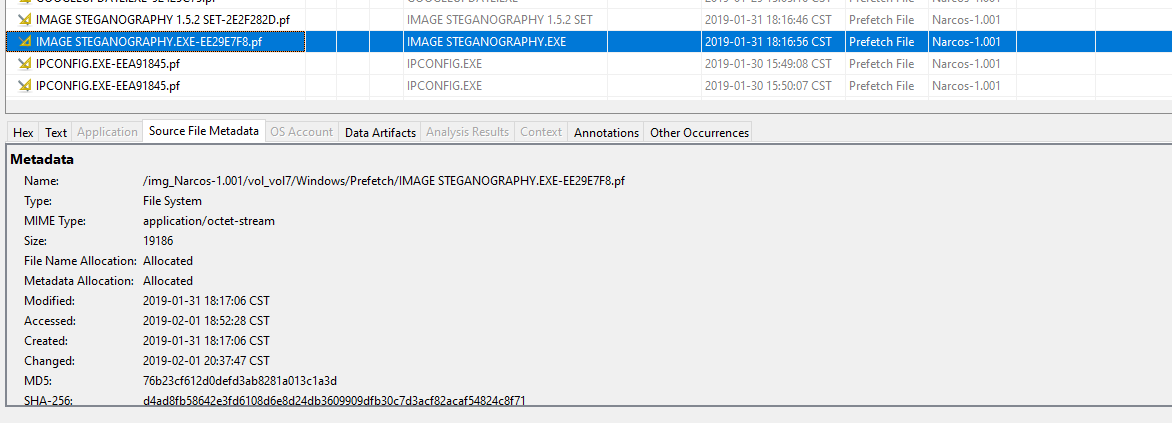 IMAGE STEGANOGRAPHY 1.5.2 SET-2E2F282D.pf IMAGE STEGANOGRAPHY 1.5.2 SET 2019-01-31 18:16:46 CST Prefetch File Narcos-1.001
IMAGE STEGANOGRAPHY.EXE-EE29E7F8.pf IMAGE STEGANOGRAPHY.EXE 2019-01-31 18:16:56 CST Prefetch File Narcos-1.001
IPCONFIG.EXE-EEA91845.pf IPCONFIG.EXE 2019-01-30 15:49:08 CST Prefetch File Narcos-1.001
IPCONFIG.EXE-EEA91845.pf IPCONFIG.EXE 2019-01-30 15:50:07 CST Prefetch File Narcos-1.001
Hex Text Application Source File Metadata OS Account Data Artifacts Analysis Results Context Annotations Other Occurrences
Metadata
Name: /img_Narcos-1.001/vol_vol7/Windows/Prefetch/IMAGE STEGANOGRAPHY.EXE-EE29E7F8.pf
Type: File System
MIME Type: application/octet-stream
Size: 19186
File Name Allocation: Allocated
Metadata Allocation: Allocated
Modified: 2019-01-31 18:17:06 CST
Accessed: 2019-02-01 18:52:28 CST
Created: 2019-01-31 18:17:06 CST
Changed: 2019-02-01 20:37:47 CST
MD5: 76b23cf612d0defd3ab8281a013c1a3d
SHA-256: d4ad8fb58642e3fd6108d6e8d24db3609909dfb30c7d3acf82acaf54824c8f71